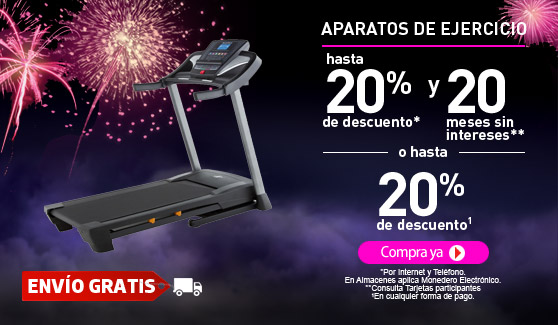 APARATOS DE EJERCICIO
hasta
20% y 20
de descuento* meses sin
intereses**
o hasta
20%
de descuento¹
Compra ya
ENVÍO GRATIS
*Por Internet y Teléfono.
En Almacenes aplica Monedero Electrónico.
**Consulta Tarjetas participantes
¹En cualquier forma de pago.